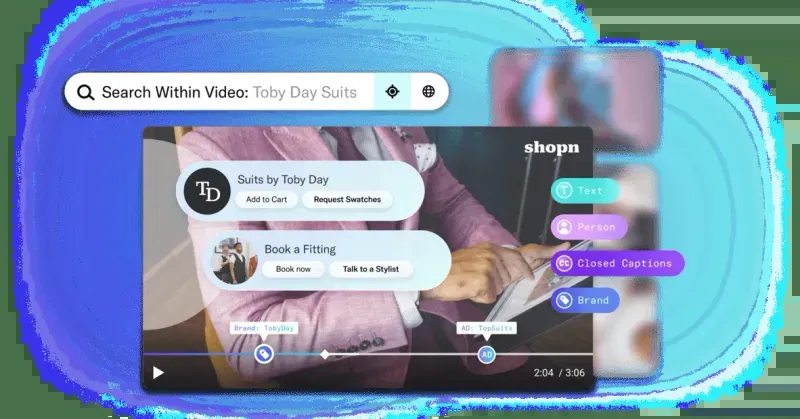 Search Within Video: Toby Day Suits
shopn
TD
Suits by Toby Day
Add to Cart
Request Swatches
Text
Person
Book a Fitting
Book now
Talk to a Stylist
CC
Closed Captions
Brand
Brand: TobyDay
AD: TopSuits
AD
2:04 / 3:06